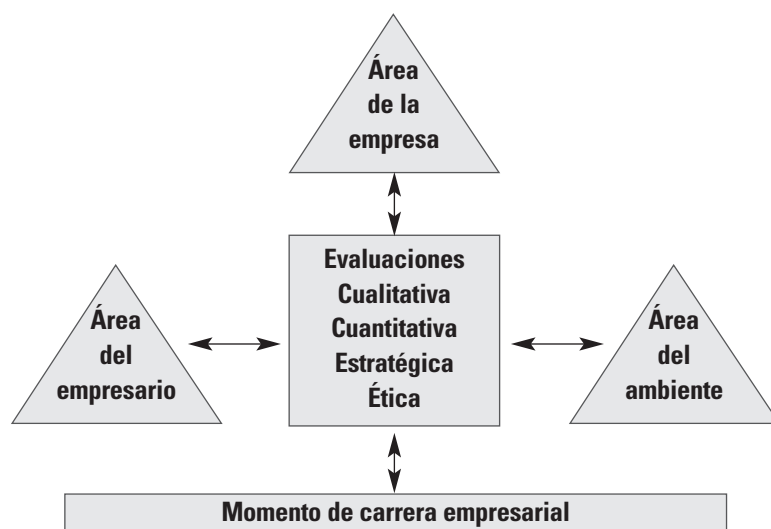 Área
de la
empresa
Evaluaciones
Cualitativa
Cuantitativa
Estratégica
Ética
Área
del
empresario
Área
del
ambiente
Momento de carrera empresarial